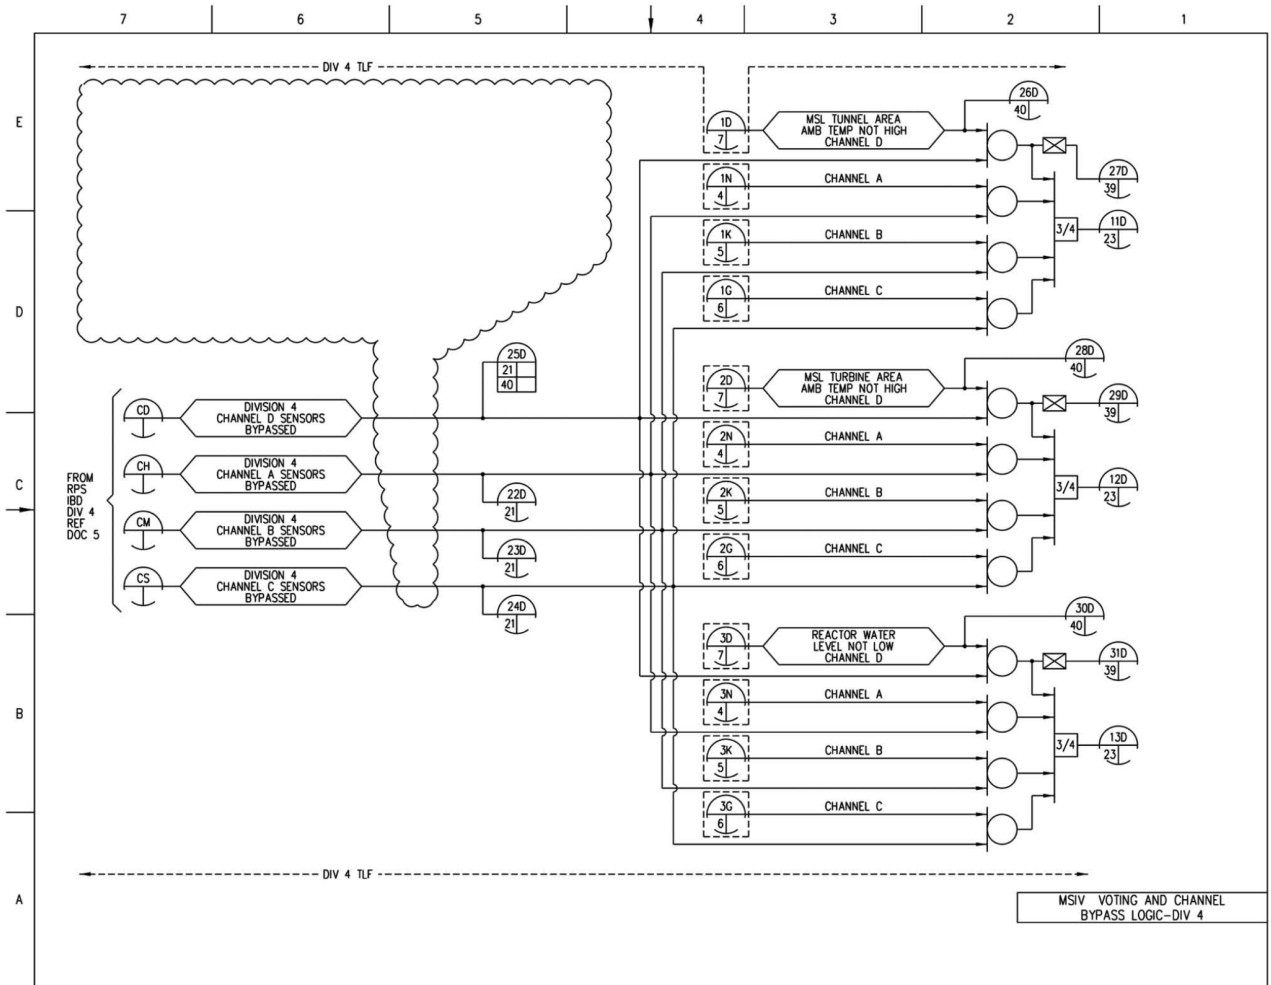 7 6 5 4 3 2 1
DIV 4 TLF
E
D
C
B
A
26D
40
1D
7
MSL TUNNEL AREA
AMB TEMP NOT HIGH
CHANNEL D
27D
39
1N
4
CHANNEL A
3/4
11D
23
1K
5
CHANNEL B
1G
6
CHANNEL C
25D
21
40
28D
40
2D
7
MSL TURBINE AREA
AMB TEMP NOT HIGH
CHANNEL D
29D
39
CD
DIVISION 4
CHANNEL D SENSORS
BYPASSED
2N
4
CHANNEL A
FROM
RPS
IBD
DIV 4
REF
DOC 5
CH
DIVISION 4
CHANNEL A SENSORS
BYPASSED
22D
21
3/4
12D
23
2K
5
CHANNEL B
CM
DIVISION 4
CHANNEL B SENSORS
BYPASSED
23D
21
2G
6
CHANNEL C
CS
DIVISION 4
CHANNEL C SENSORS
BYPASSED
24D
21
30D
40
3D
7
REACTOR WATER
LEVEL NOT LOW
CHANNEL D
31D
39
3N
4
CHANNEL A
3/4
13D
23
3K
5
CHANNEL B
3G
6
CHANNEL C
DIV 4 TLF
MSIV VOTING AND CHANNEL
BYPASS LOGIC-DIV 4